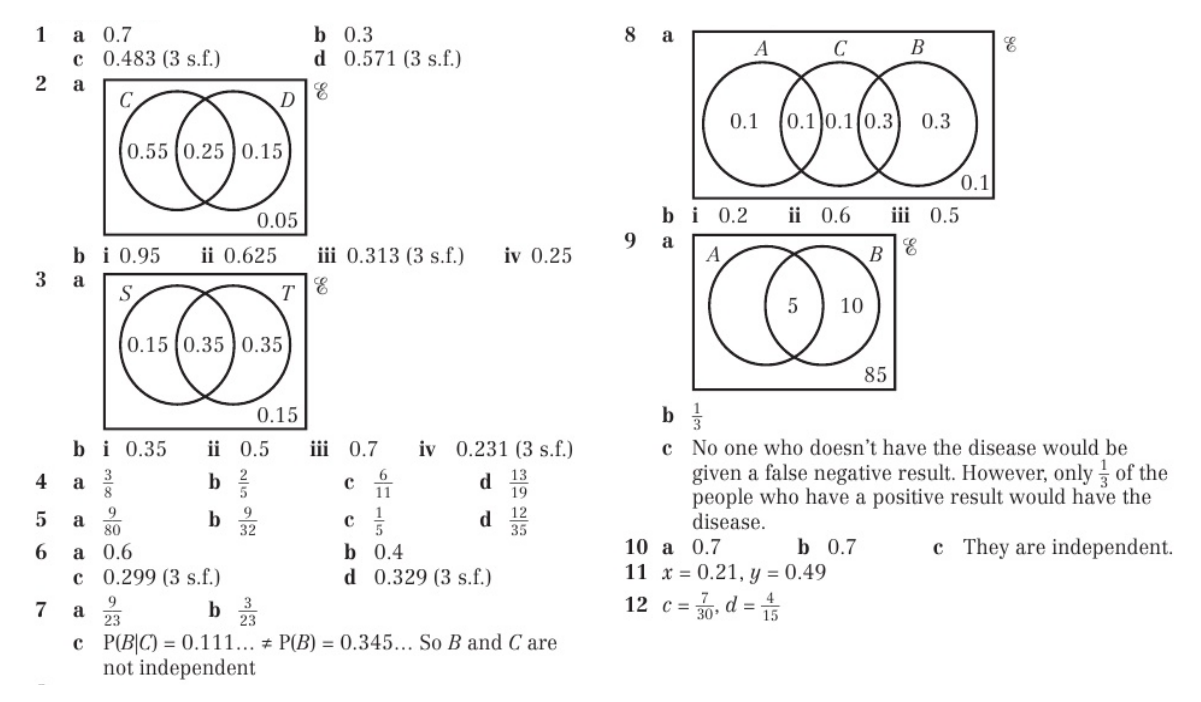 1 a 0.7 b 0.3
c 0.483 (3 s.f.) d 0.571 (3 s.f.)
2 a
C D ℰ
0.55 0.25 0.15
0.05
b i 0.95 ii 0.625 iii 0.313 (3 s.f.) iv 0.25
3 a
S T ℰ
0.15 0.35 0.35
0.15
b i 0.35 ii 0.5 iii 0.7 iv 0.231 (3 s.f.)
4 a 3/8 b 2/5 c 6/11 d 13/19
5 a 9/80 b 9/32 c 1/5 d 12/35
6 a 0.6 b 0.4
c 0.299 (3 s.f.) d 0.329 (3 s.f.)
7 a 9/23 b 3/23
c P(B|C) = 0.111... ≠ P(B) = 0.345... So B and C are
not independent
8 a
A C B ℰ
0.1 0.1 0.1 0.3 0.3
0.1
b i 0.2 ii 0.6 iii 0.5
9 a
A B ℰ
5 10
85
b 1/3
c No one who doesn't have the disease would be
given a false negative result. However, only 1/3 of the
people who have a positive result would have the
disease.
10 a 0.7 b 0.7 c They are independent.
11 x = 0.21, y = 0.49
12 c = 7/30, d = 4/15